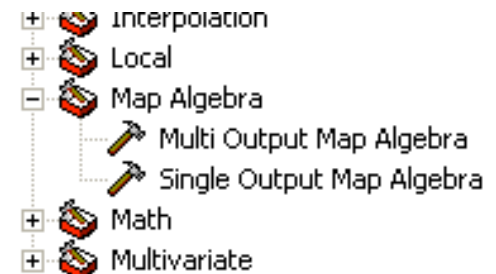 Interpolation
Local
Map Algebra
Multi Output Map Algebra
Single Output Map Algebra
Math
Multivariate